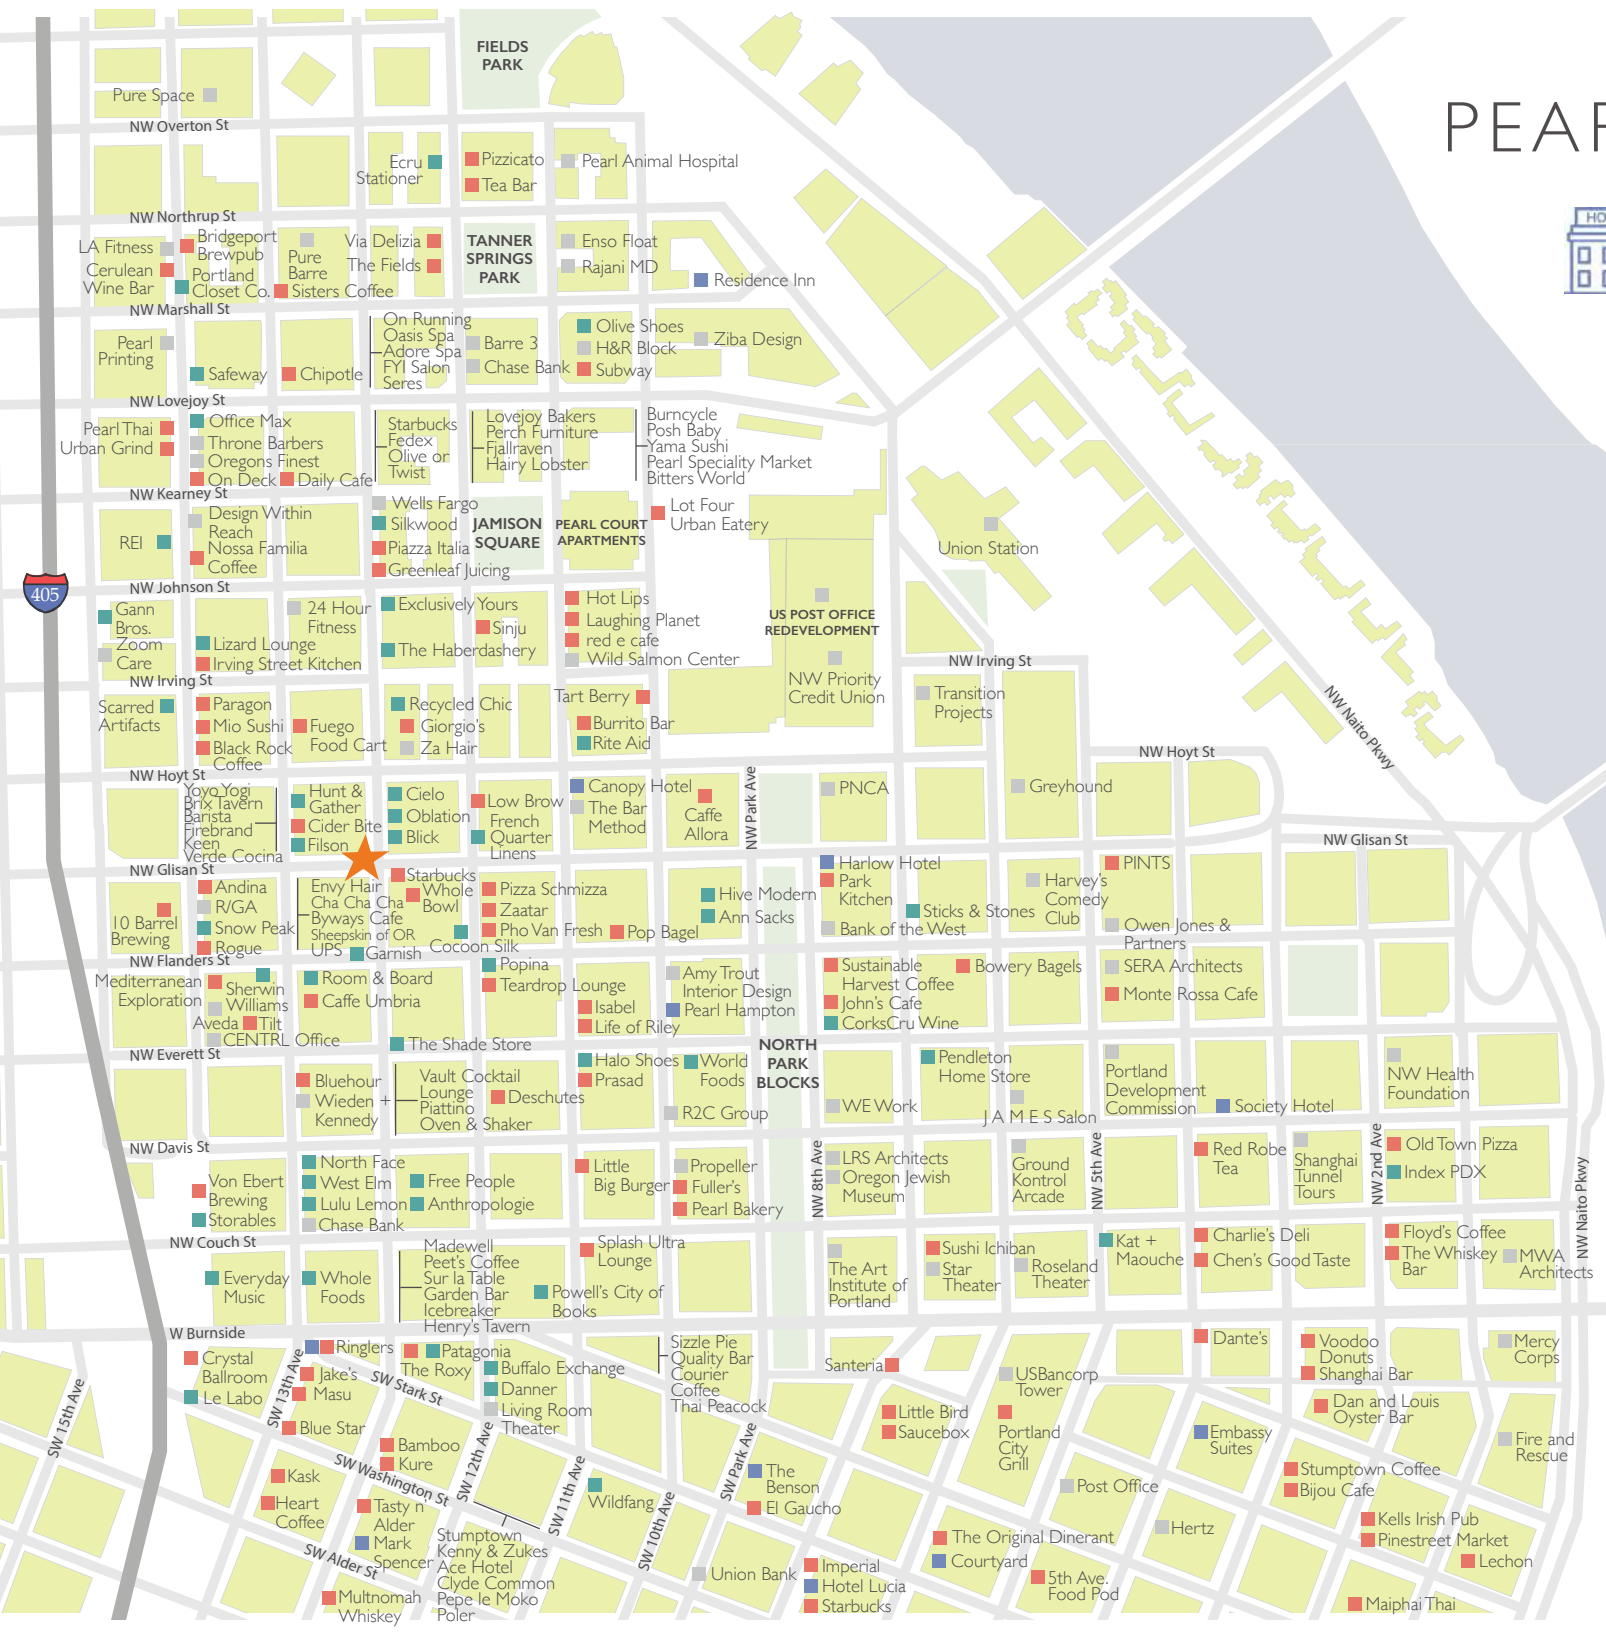 FIELDS
PARK
Pure Space
PEAR
NW Overton St
Ecru
Stationer
Pizzicato
Tea Bar
Pearl Animal Hospital
NW Northrup St
HO
LA Fitness
Bridgeport
Brewpub
Cerulean
Wine Bar
Portland
Closet Co.
Pure
Barre
Sisters Coffee
Via Delizia
The Fields
TANNER
SPRINGS
PARK
Enso Float
Rajani MD
Residence Inn
NW Marshall St
Pearl
Printing
Safeway
Chipotle
On Running
Oasis Spa
Adore Spa
FYI Salon
Seres
Barre 3
Chase Bank
Olive Shoes
H&R Block
Subway
Ziba Design
NW Lovejoy St
Pearl Thai
Urban Grind
Office Max
Throne Barbers
Oregons Finest
On Deck
Daily Cafe
Starbucks
Fedex
Olive or
Twist
Lovejoy Bakers
Perch Furniture
Fjallraven
Hairy Lobster
Burncycle
Posh Baby
Yama Sushi
Pearl Speciality Market
Bitters World
NW Kearney St
REI
Design Within
Reach
Nossa Familia
Coffee
Wells Fargo
Silkwood
Piazza Italia
Greenleaf Juicing
JAMISON
SQUARE
PEARL COURT
APARTMENTS
Lot Four
Urban Eatery
Union Station
405
NW Johnson St
Gann
Bros.
Zoom
Care
Lizard Lounge
Irving Street Kitchen
24 Hour
Fitness
Exclusively Yours
Sinju
The Haberdashery
Hot Lips
Laughing Planet
red e cafe
Wild Salmon Center
US POST OFFICE
REDEVELOPMENT
NW Priority
Credit Union
NW Irving St
NW Irving St
Scarred
Artifacts
Paragon
Mio Sushi
Black Rock
Coffee
Fuego
Food Cart
Recycled Chic
Giorgio's
Za Hair
Tart Berry
Burrito Bar
Rite Aid
Transition
Projects
NW Naito Pkwy
NW Hoyt St
NW Hoyt St
Yoyo Yogi
Brix Tavern
Barista
Firebrand
Keen
Verde Cocina
Hunt &
Gather
Cider Bite
Filson
Cielo
Oblation
Blick
Low Brow
French
Quarter
Linens
Canopy Hotel
The Bar
Method
Caffe
Allora
NW Park Ave
PNCA
Greyhound
NW Glisan St
NW Glisan St
10 Barrel
Brewing
Andina
R/GA
Snow Peak
Rogue
Envy Hair
Cha Cha Cha
Byways Cafe
Sheepskin of OR
UPS
Garnish
Starbucks
Whole
Bowl
Cocoon Silk
Pizza Schmizza
Zaatar
Pho Van Fresh
Pop Bagel
Hive Modern
Ann Sacks
Harlow Hotel
Park
Kitchen
Bank of the West
Sticks & Stones
Harvey's
Comedy
Club
PINTS
Owen Jones &
Partners
NW Flanders St
Mediterranean
Exploration
Sherwin
Williams
Aveda
Tilt
CENTRL Office
Room & Board
Caffe Umbria
The Shade Store
Popina
Teardrop Lounge
Isabel
Life of Riley
Amy Trout
Interior Design
Pearl Hampton
Sustainable
Harvest Coffee
John's Cafe
CorksCru Wine
Bowery Bagels
SERA Architects
Monte Rossa Cafe
NW Everett St
Bluehour
Wieden +
Kennedy
Vault Cocktail
Lounge
Piattino
Oven & Shaker
Deschutes
Halo Shoes
Prasad
World
Foods
R2C Group
NORTH
PARK
BLOCKS
WE Work
Pendleton
Home Store
J A M E S Salon
Portland
Development
Commission
Society Hotel
NW Health
Foundation
NW Davis St
Von Ebert
Brewing
Storables
North Face
West Elm
Lulu Lemon
Chase Bank
Free People
Anthropologie
Little
Big Burger
Propeller
Fuller's
Pearl Bakery
NW 8th Ave
LRS Architects
Oregon Jewish
Museum
Ground
Kontrol
Arcade
NW 5th Ave
Red Robe
Tea
Shanghai
Tunnel
Tours
NW 2nd Ave
Old Town Pizza
Index PDX
NW Naito Pkwy
NW Couch St
Everyday
Music
Whole
Foods
Madewell
Peet's Coffee
Sur la Table
Garden Bar
Icebreaker
Henry's Tavern
Powell's City of
Books
Splash Ultra
Lounge
The Art
Institute of
Portland
Sushi Ichiban
Star
Theater
Roseland
Theater
Kat +
Maouche
Charlie's Deli
Chen's Good Taste
Floyd's Coffee
The Whiskey
Bar
MWA
Architects
W Burnside
Crystal
Ballroom
Le Labo
SW 15th Ave
SW 13th Ave
Ringlers
Jake's
Masu
Blue Star
The Roxy
Patagonia
SW Stark St
Buffalo Exchange
Danner
Living Room
Theater
Sizzle Pie
Quality Bar
Courier
Coffee
Thai Peacock
Santeria
USBancorp
Tower
Dante's
Voodoo
Donuts
Shanghai Bar
Mercy
Corps
Little Bird
Saucebox
Portland
City
Grill
Embassy
Suites
Dan and Louis
Oyster Bar
Fire and
Rescue
Bamboo
Kure
SW Washington St
SW 12th Ave
SW 11th Ave
SW 10th Ave
SW Park Ave
Kask
Heart
Coffee
Tasty n'
Alder
Mark
Spencer
SW Alder St
Multnomah
Whiskey
Stumptown
Kenny & Zukes
Ace Hotel
Clyde Common
Pepe le Moko
Poler
Wildfang
The
Benson
El Gaucho
Union Bank
Imperial
Hotel Lucia
Starbucks
The Original Dinerant
Courtyard
5th Ave.
Food Pod
Post Office
Hertz
Stumptown Coffee
Bijou Cafe
Kells Irish Pub
Pinestreet Market
Lechon
Maiphai Thai